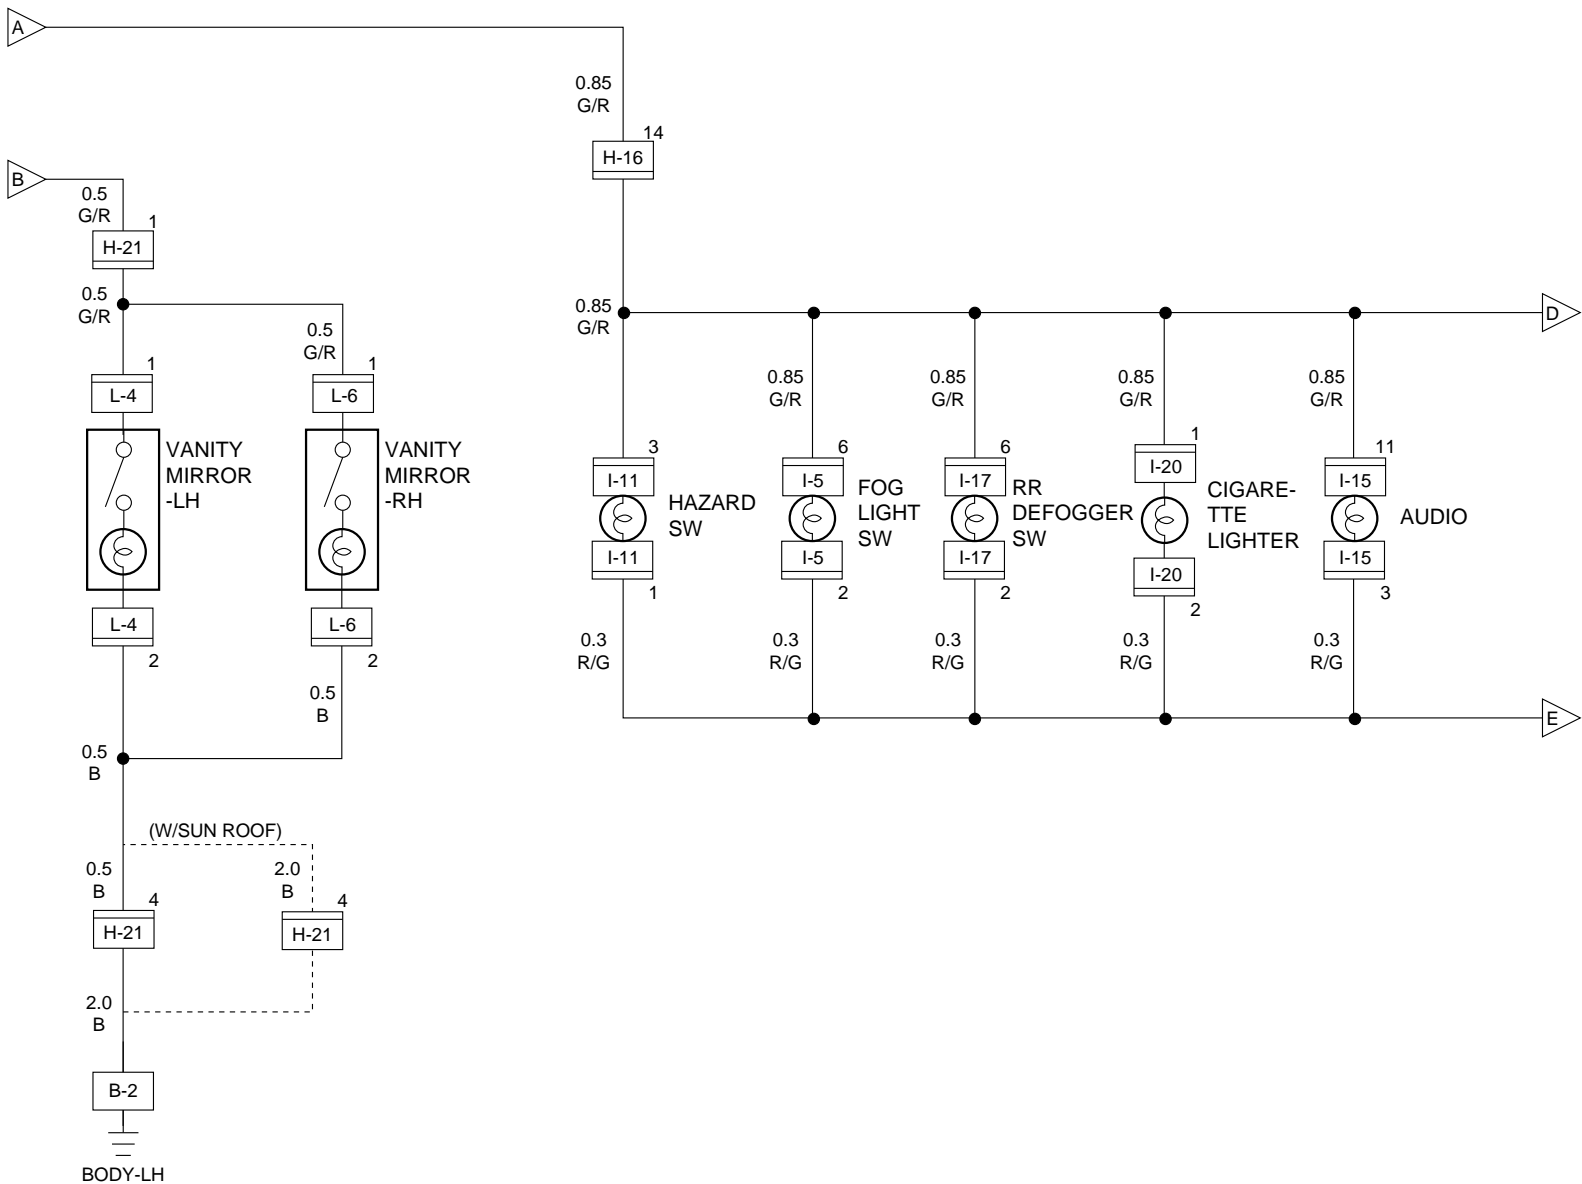 A
0.85
G/R
14
H-16
B
0.5
G/R
1
H-21
0.5
G/R
0.5
G/R
1
L-4
1
L-6
VANITY
MIRROR
-LH
VANITY
MIRROR
-RH
L-4
2
L-6
2
0.5
B
0.5
B
(W/SUN ROOF)
0.5
B
4
H-21
2.0
B
4
H-21
2.0
B
B-2
BODY-LH
0.85
G/R
D
0.85
G/R
0.85
G/R
0.85
G/R
0.85
G/R
3
I-11
HAZARD
SW
I-11
1
0.3
R/G
6
I-5
FOG
LIGHT
SW
I-5
2
0.3
R/G
6
I-17
RR
DEFOGGER
SW
I-17
2
0.3
R/G
1
I-20
CIGARE-
TTE
LIGHTER
I-20
2
0.3
R/G
11
I-15
AUDIO
I-15
3
0.3
R/G
E